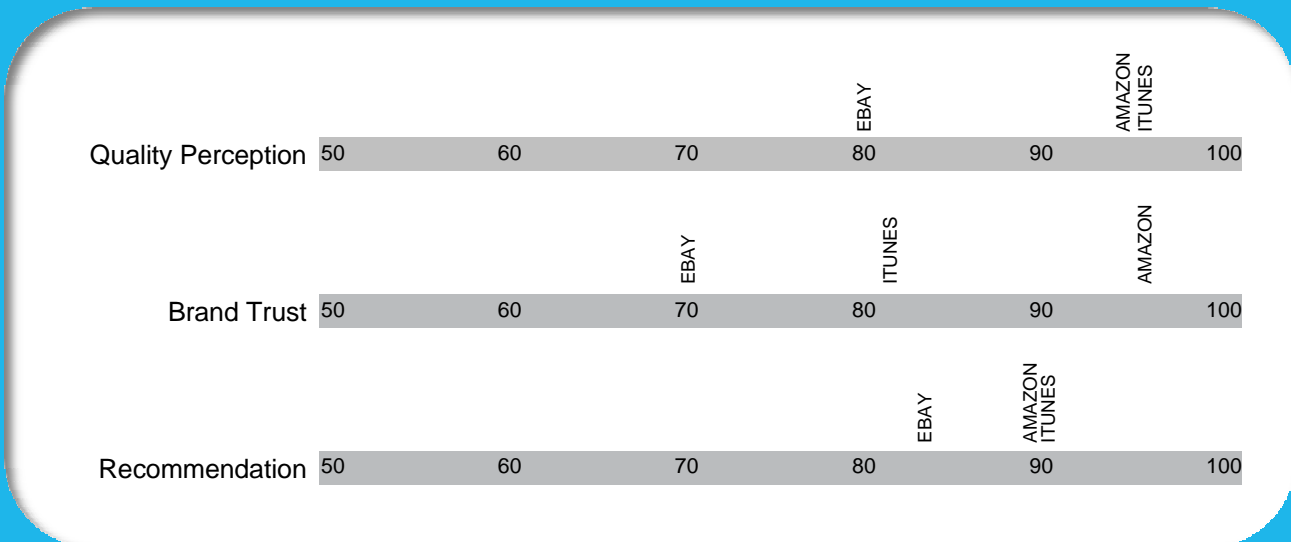 EBAY
AMAZON
ITUNES
Quality Perception 50 60 70 80 90 100
EBAY
ITUNES
AMAZON
Brand Trust 50 60 70 80 90 100
EBAY
AMAZON
ITUNES
Recommendation 50 60 70 80 90 100